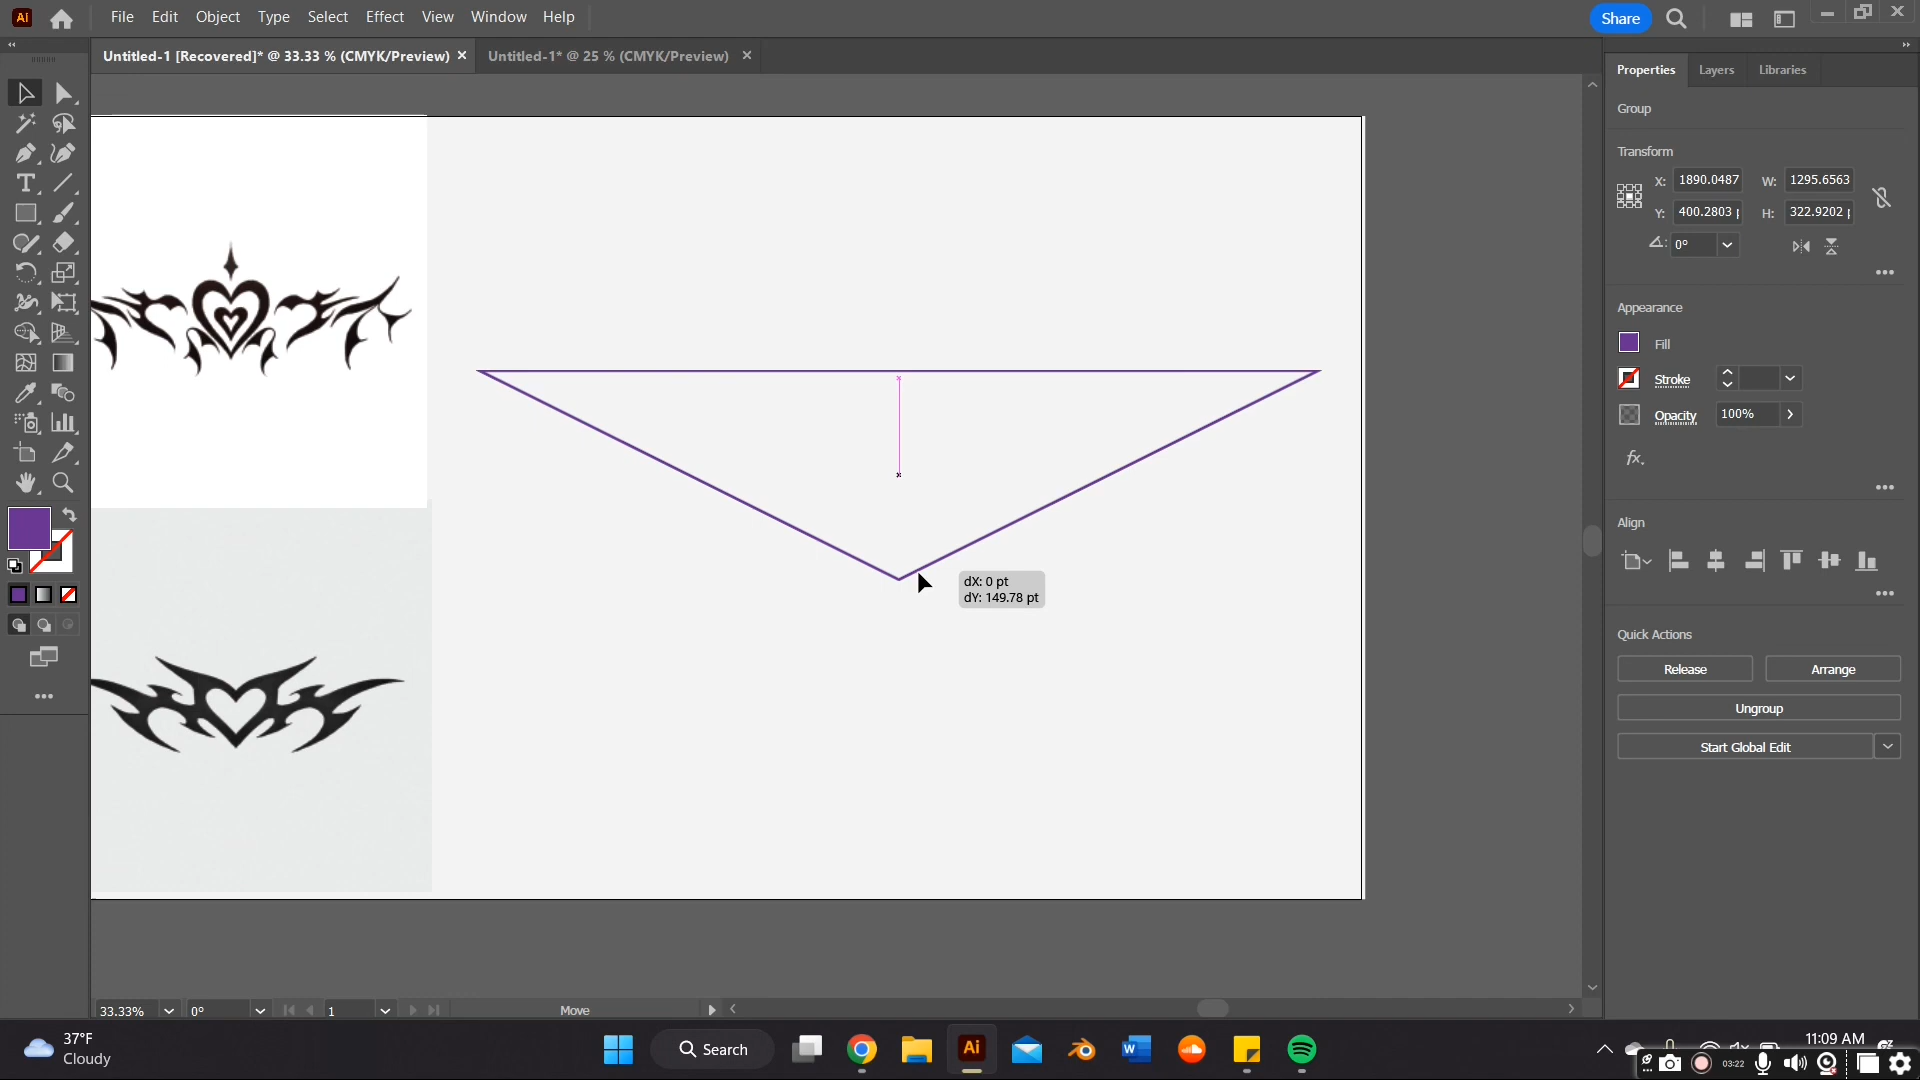 Ai File Edit Object Type Select Effect View Window Help Share
Untitled-1 [Recovered]* @ 33.33 % (CMYK/Preview) × Untitled-1* @ 25 % (CMYK/Preview) ×
Properties Layers Libraries
Group
Transform
X: 1890.0487 W: 1295.6563
Y: 400.2803 H: 322.9202
0°
Appearance
Fill
Stroke
Opacity 100%
fx.
Align
dX: 0 pt
dY: 149.78 pt
Quick Actions
Release Arrange
Ungroup
Start Global Edit
33.33% 0° 1 Move
37°F
Cloudy
Search
Ai
W
11:09 AM
03:22